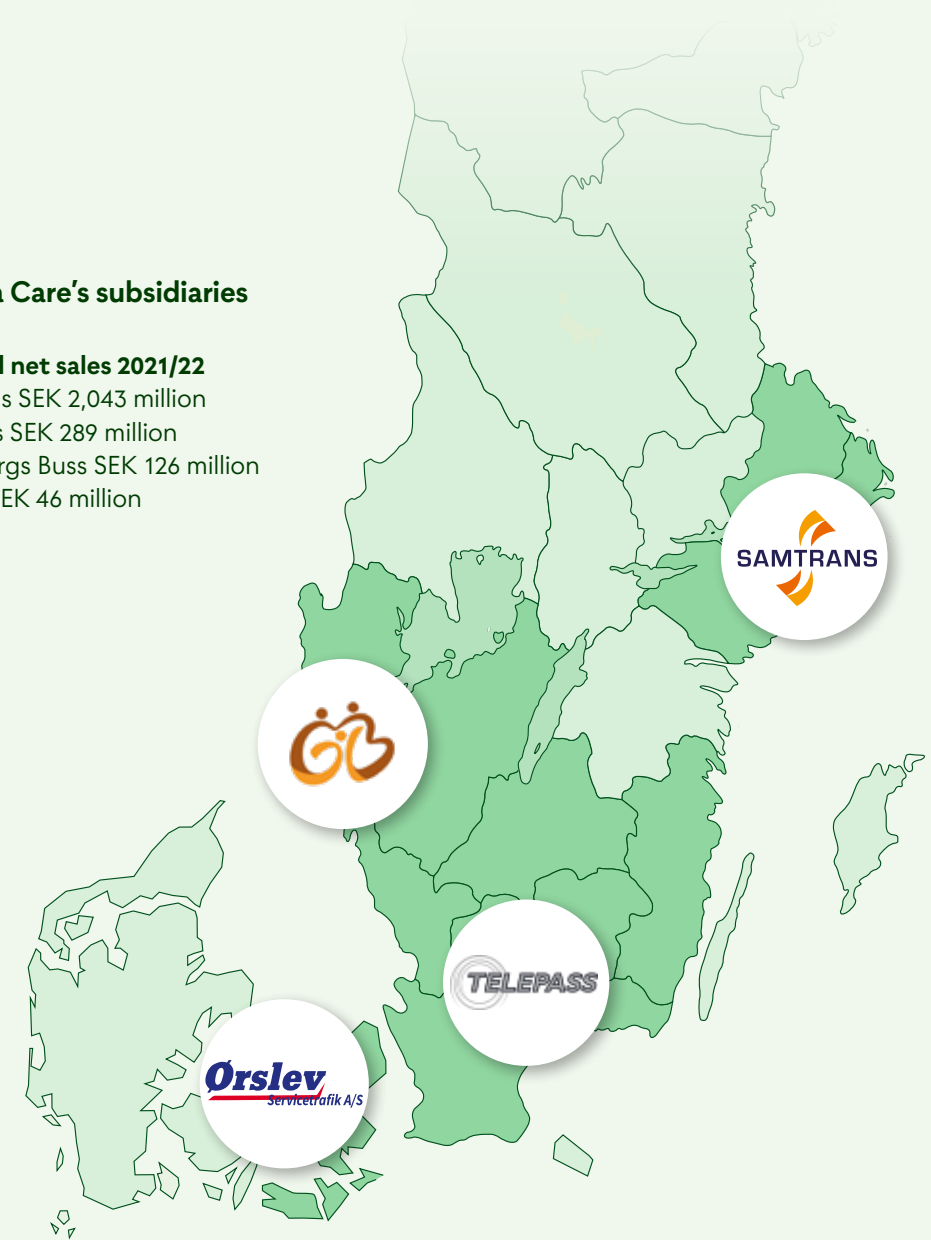 a Care's subsidiaries
l net sales 2021/22
s SEK 2,043 million
s SEK 289 million
rgs Buss SEK 126 million
EK 46 million
SAMTRANS
GB
TELEPASS
Ørslev
Servicetrafik A/S